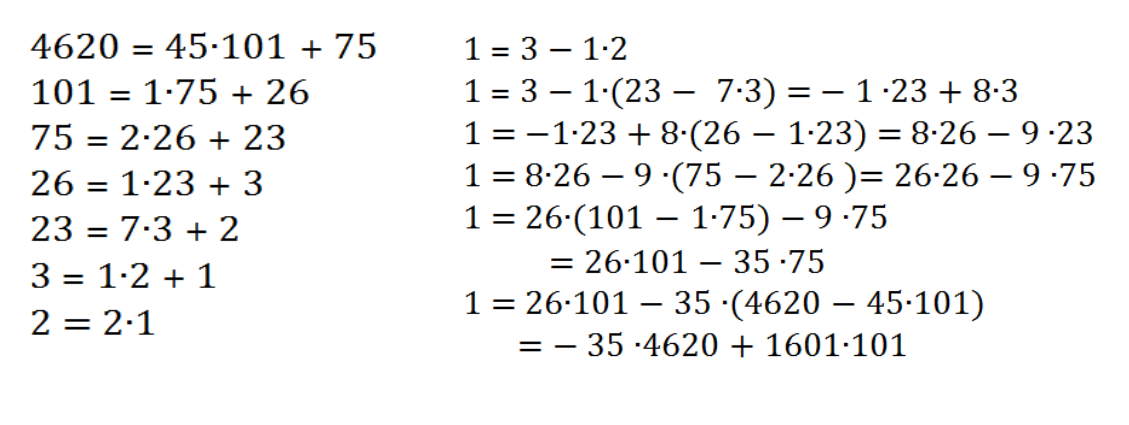 4620 = 45·101 + 75
101 = 1·75 + 26
75 = 2·26 + 23
26 = 1·23 + 3
23 = 7·3 + 2
3 = 1·2 + 1
2 = 2·1
1 = 3 − 1·2
1 = 3 − 1·(23 − 7·3) = − 1 ·23 + 8·3
1 = −1·23 + 8·(26 − 1·23) = 8·26 − 9 ·23
1 = 8·26 − 9 ·(75 − 2·26 )= 26·26 − 9 ·75
1 = 26·(101 − 1·75) − 9 ·75
= 26·101 − 35 ·75
1 = 26·101 − 35 ·(4620 − 45·101)
= − 35 ·4620 + 1601·101